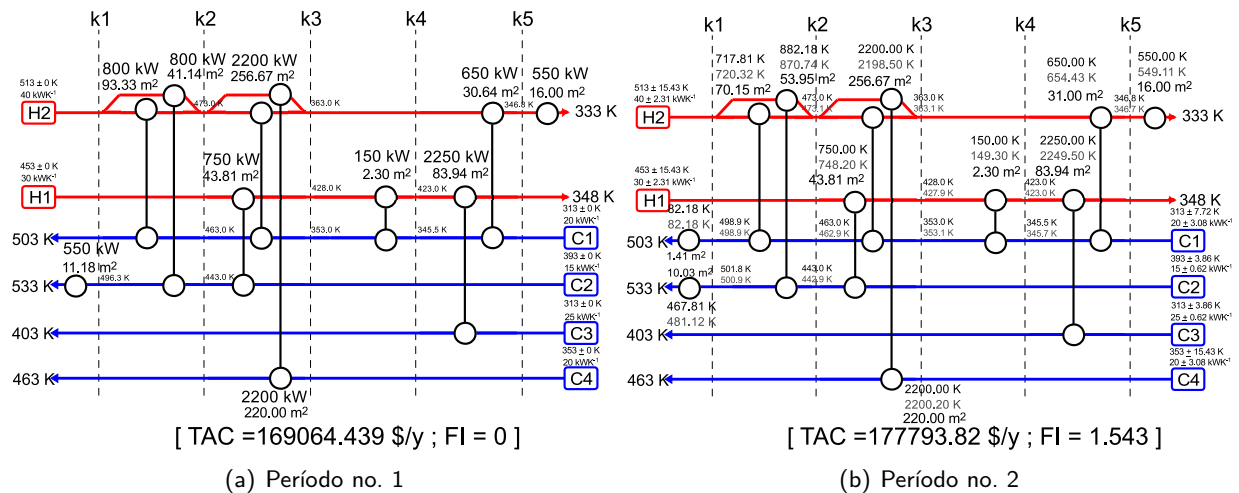 k1
k2
k3
k4
k5
800 kW
93.33 m²
800 kW
41.14 m²
2200 kW
256.67 m²
650 kW
30.64 m²
550 kW
16.00 m²
513 ± 0 K
40 kWK⁻¹
H2
473.0 K
363.0 K
346.8 K
333 K
453 ± 0 K
30 kWK⁻¹
H1
750 kW
43.81 m²
150 kW
2.30 m²
2250 kW
83.94 m²
428.0 K
423.0 K
348 K
503 K
463.0 K
353.0 K
345.5 K
313 ± 0 K
20 kWK⁻¹
C1
550 kW
11.18 m²
533 K
496.3 K
443.0 K
393 ± 0 K
15 kWK⁻¹
C2
403 K
313 ± 0 K
25 kWK⁻¹
C3
463 K
353 ± 0 K
20 kWK⁻¹
C4
2200 kW
220.00 m²
[ TAC =169064.439 $/y ; FI = 0 ]
(a) Período no. 1
k1
k2
k3
k4
k5
717.81 K
720.32 K
70.15 m²
882.18 K
870.74 K
53.95 m²
2200.00 K
2198.50 K
256.67 m²
650.00 K
654.43 K
31.00 m²
550.00 K
549.11 K
16.00 m²
513 ± 15.43 K
40 ± 2.31 kWK⁻¹
H2
473.0 K
473.1 K
363.0 K
363.1 K
346.8 K
346.7 K
333 K
453 ± 15.43 K
30 ± 2.31 kWK⁻¹
H1
750.00 K
748.20 K
43.81 m²
150.00 K
149.30 K
2.30 m²
2250.00 K
2249.50 K
83.94 m²
428.0 K
427.9 K
423.0 K
423.0 K
348 K
82.18 K
82.18 K
1.41 m²
503 K
498.9 K
498.9 K
463.0 K
462.9 K
353.0 K
353.1 K
345.5 K
345.7 K
313 ± 7.72 K
20 ± 3.08 kWK⁻¹
C1
10.03 m²
533 K
467.81 K
481.12 K
501.8 K
500.9 K
443.0 K
442.9 K
393 ± 3.86 K
15 ± 0.62 kWK⁻¹
C2
403 K
313 ± 3.86 K
25 ± 0.62 kWK⁻¹
C3
463 K
353 ± 15.43 K
20 ± 3.08 kWK⁻¹
C4
2200.00 K
2200.20 K
220.00 m²
[ TAC =177793.82 $/y ; FI = 1.543 ]
(b) Período no. 2